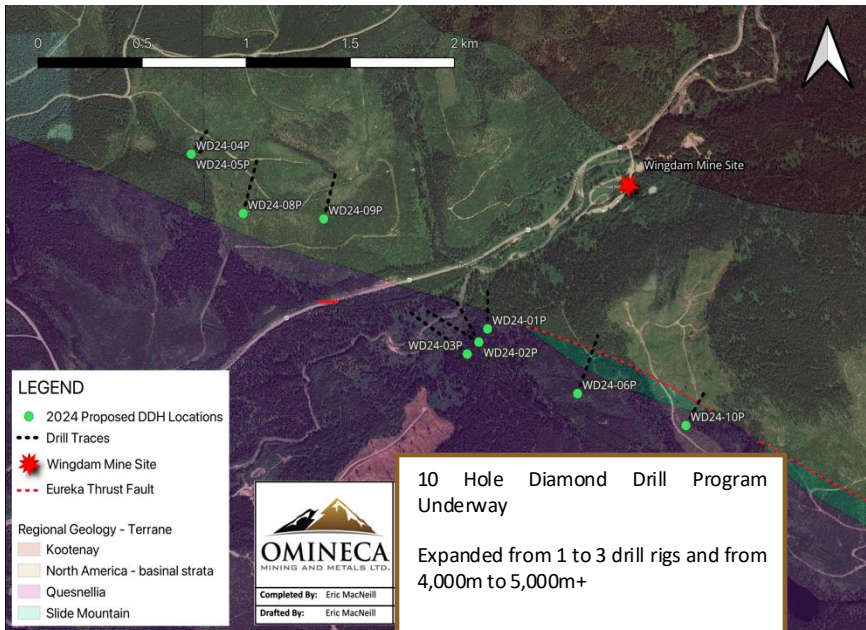 0 0.5 1 1.5 2 km
WD24-04P
WD24-05P
Wingdam Mine Site
WD24-08P
WD24-09P
WD24-01P
WD24-03P
WD24-02P
WD24-06P
WD24-10P
LEGEND
2024 Proposed DDH Locations
Drill Traces
Wingdam Mine Site
Eureka Thrust Fault
Regional Geology - Terrane
Kootenay
North America - basinal strata
Quesnellia
Slide Mountain
OMINECA
MINING AND METALS LTD.
Completed By: Eric MacNeill
Drafted By: Eric MacNeill
10 Hole Diamond Drill Program
Underway
Expanded from 1 to 3 drill rigs and from
4,000m to 5,000m+